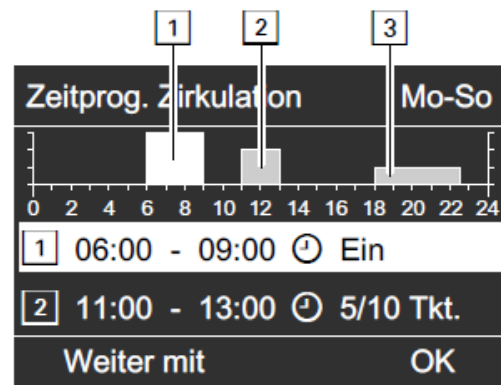 1 2 3
Zeitprog. Zirkulation Mo-So
0 2 4 6 8 10 12 14 16 18 20 22 24
1 06:00 - 09:00 Ein
2 11:00 - 13:00 5/10 Tkt.
Weiter mit OK